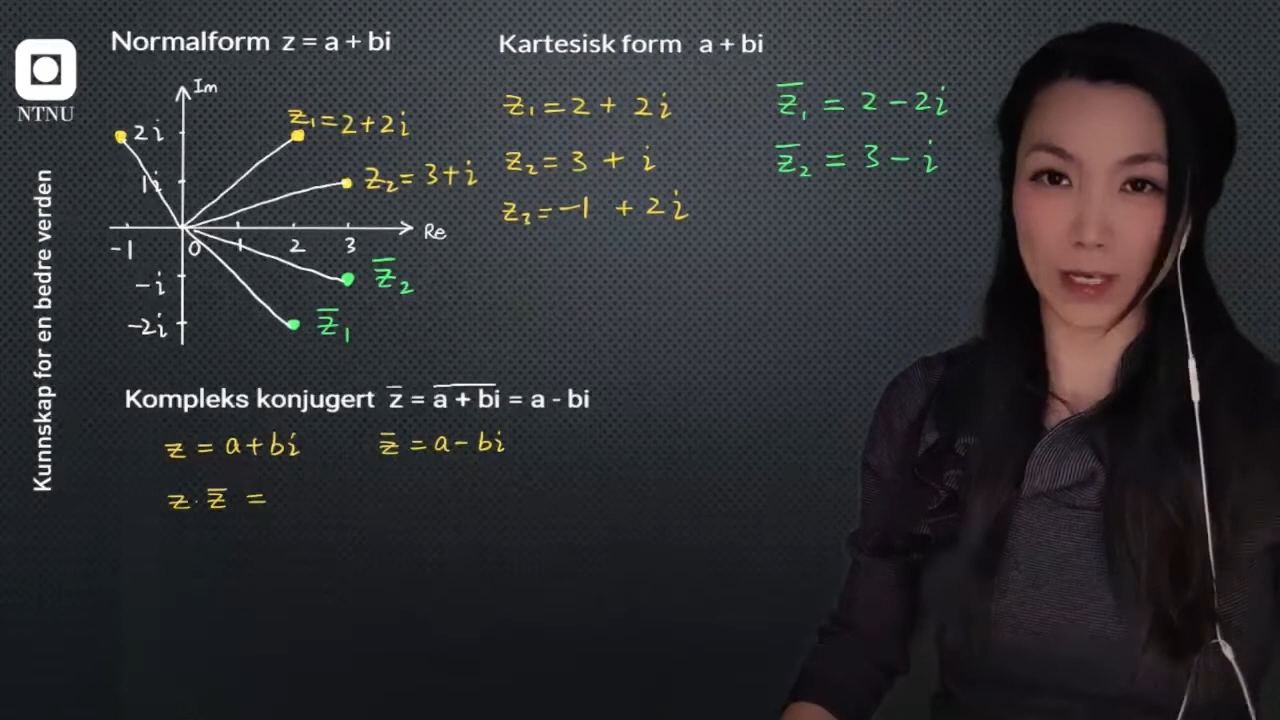 Normalform z = a + bi
Kartesisk form a + bi
NTNU
Kunnskap for en bedre verden
Im
2i
1i
-1
0
1
2
3
Re
-i
-2i
z₁=2+2i
z₂=3+i
z̅₂
z̅₁
z₁ = 2 + 2i
z₂ = 3 + i
z₃ = -1 + 2i
z̅₁ = 2 - 2i
z̅₂ = 3 - i
Kompleks konjugert z̅ = a̅ ̅+̅ ̅b̅i̅ = a - bi
z = a + bi
z̅ = a - bi
z · z̅ =